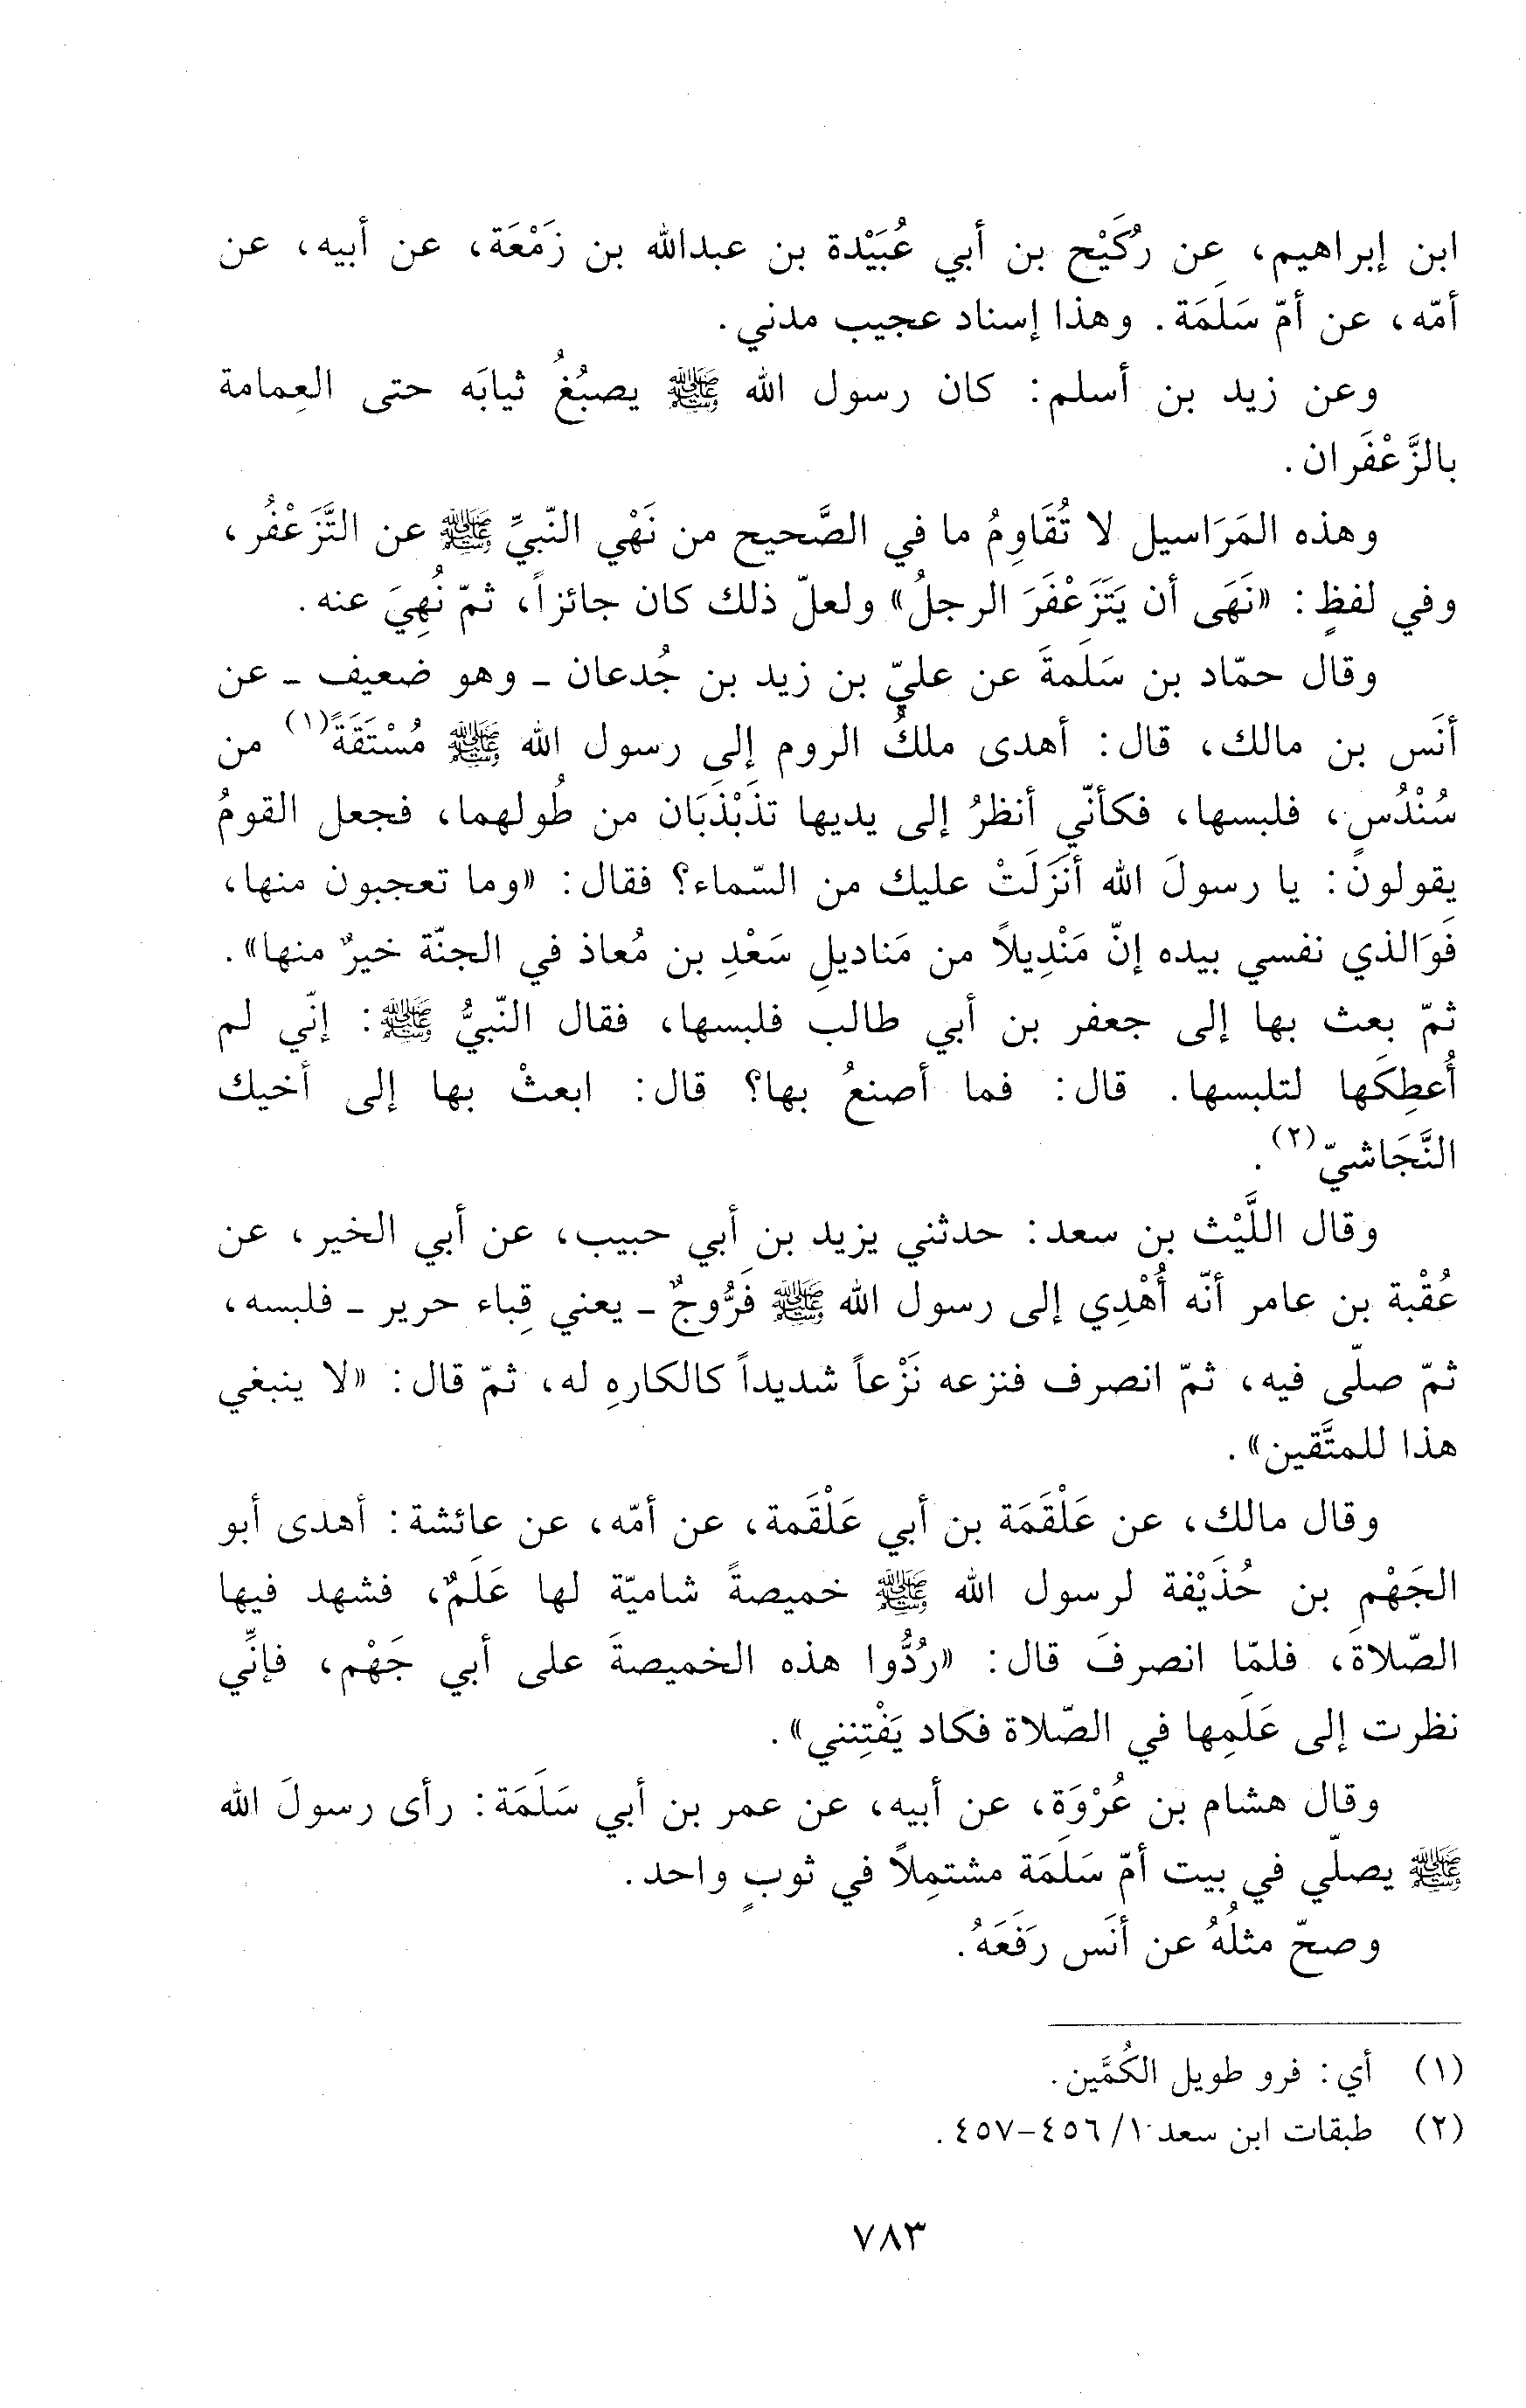 ابن إبراهيم، عن رُكَيْح بن أبي عُبَيْدة بن عبدالله بن زَمْعَة، عن أبيه، عن
أمّه، عن أمّ سَلَمَة. وهذا إسناد عجيب مدني.
وعن زيد بن أسلم: كان رسول الله ﷺ يصبُغُ ثيابَه حتى العِمامة
بالزَّعْفَران.
وهذه المَرَاسيل لا تُقَاوِمُ ما في الصَّحيح من نَهْي النّبيِّ ﷺ عن التَّزَعْفُر،
وفي لفظٍ: «نَهَى أن يَتَزَعْفَرَ الرجلُ» ولعلّ ذلك كان جائزاً، ثمّ نُهِيَ عنه.
وقال حمّاد بن سَلَمةَ عن عليّ بن زيد بن جُدعان ـ وهو ضعيف ـ عن
أنَس بن مالك، قال: أهدى ملكُ الروم إلى رسول الله ﷺ مُسْتَقَةً(١) من
سُنْدُسٍ، فلبسها، فكأنّي أنظرُ إلى يديها تذَبْذَبَان من طُولهما، فجعل القومُ
يقولون: يا رسولَ الله أنَزَلَتْ عليك من السّماء؟ فقال: «وما تعجبون منها،
فَوَالذي نفسي بيده إنّ مَنْدِيلاً من مَناديلِ سَعْدِ بن مُعاذ في الجنّة خيرٌ منها».
ثمّ بعث بها إلى جعفر بن أبي طالب فلبسها، فقال النّبيُّ ﷺ: إنّي لم
أُعطِكَها لتلبسها. قال: فما أصنعُ بها؟ قال: ابعثْ بها إلى أخيك
النَّجَاشيّ(٢).
وقال اللَّيْث بن سعد: حدثني يزيد بن أبي حبيب، عن أبي الخير، عن
عُقْبة بن عامر أنّه أُهْدِي إلى رسول الله ﷺ فَرُّوجٌ ـ يعني قِباء حرير ـ فلبسه،
ثمّ صلّى فيه، ثمّ انصرف فنزعه نَزْعاً شديداً كالكارهِ له، ثمّ قال: «لا ينبغي
هذا للمتَّقين».
وقال مالك، عن عَلْقَمَة بن أبي عَلْقَمة، عن أمّه، عن عائشة: أهدى أبو
الجَهْمِ بن حُذَيْفة لرسول الله ﷺ خميصةً شاميّة لها عَلَمٌ، فشهد فيها
الصّلاة، فلمّا انصرفَ قال: «رُدُّوا هذه الخميصةَ على أبي جَهْم، فإنِّي
نظرت إلى عَلَمِها في الصّلاة فكاد يَفْتِنني».
وقال هشام بن عُرْوَة، عن أبيه، عن عمر بن أبي سَلَمَة: رأى رسولَ الله
ﷺ يصلّي في بيت أمّ سَلَمَة مشتمِلاً في ثوبٍ واحد.
وصحّ مثلُهُ عن أنَس رَفَعَهُ.
(١) أي: فرو طويل الكُمَّين.
(٢) طبقات ابن سعد ١/ ٤٥٦–٤٥٧.
٧٨٣